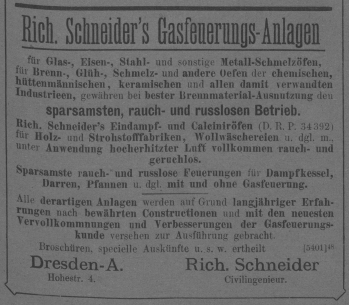 Rich. Schneider's Gasfeuerungs-Anlagen
für Glas-, Eisen-, Stahl- und sonstige Metall-Schmelzöfen,
für Brenn-, Glüh-, Schmelz- und andere Oefen der chemischen,
hüttenmännischen, keramischen und allen damit verwandten
Industrieen, gewähren bei bester Brennmaterial-Ausnutzung den
sparsamsten, rauch- und russlosen Betrieb.
Rich. Schneider's Eindampf- und Calcinïröfen (D. R. P. 34392)
für Holz- und Strohstofffabriken, Wollwäschereien u. dgl. m.,
unter Anwendung hocherhitzter Luft vollkommen rauch- und
geruchlos.
Sparsamste rauch- und russlose Feuerungen für Dampfkessel,
Darren, Pfannen u. dgl. mit und ohne Gasfeuerung.
Alle derartigen Anlagen werden auf Grund langjähriger Erfah-
rungen nach bewährten Constructionen und mit den neuesten
Vervollkommnungen und Verbesserungen der Gasfeuerungs-
kunde versehen zur Ausführung gebracht.
Broschüren, specielle Auskünfte u. s. w. ertheilt [5401]
Dresden-A. Rich. Schneider
Hohestr. 4. Civilingenieur.